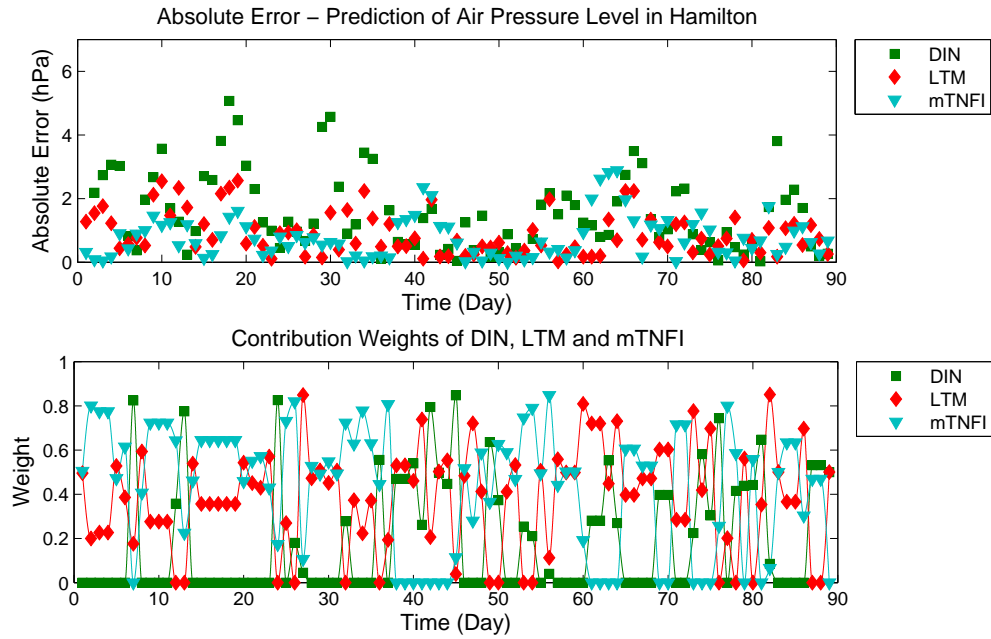 Absolute Error – Prediction of Air Pressure Level in Hamilton
Absolute Error (hPa)
6
4
2
0
0 10 20 30 40 50 60 70 80 90
Time (Day)
DIN
LTM
mTNFI
Contribution Weights of DIN, LTM and mTNFI
Weight
1
0.8
0.6
0.4
0.2
0
0 10 20 30 40 50 60 70 80 90
Time (Day)
DIN
LTM
mTNFI